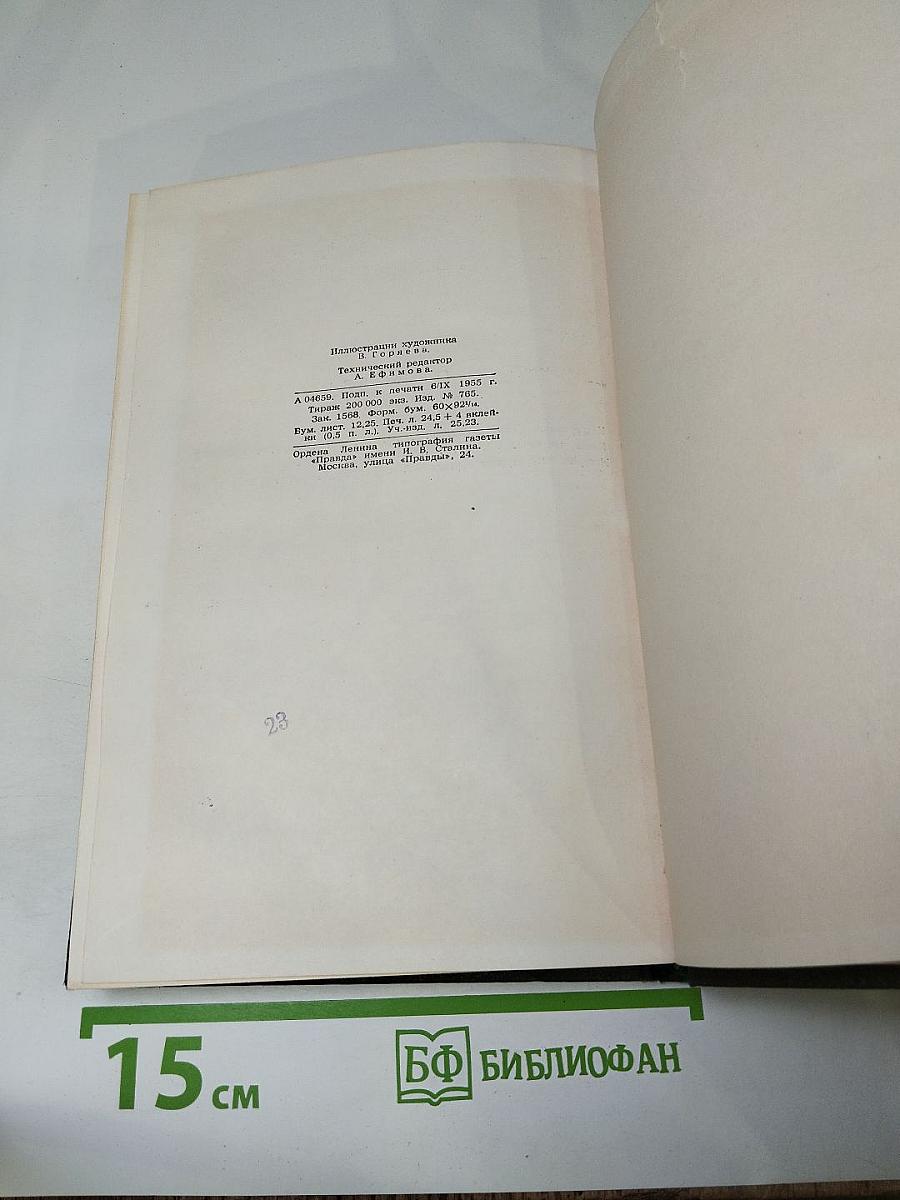 Иллюстрации художника
В. Горяева.
Технический редактор
А. Ефимова.
А 04659. Подп. к печати 6/IX 1955 г.
Тираж 200 000 экз. Изд. № 765.
Зак. 1568. Форм. бум. 60×92¹/₁₆.
Бум. лист. 12,25. Печ. л. 24,5 + 4 вклей-
ки (0,5 п. л.). Уч.-изд. л. 25,23.
Ордена Ленина типография газеты
«Правда» имени И. В. Сталина.
Москва, улица «Правды», 24.
23
15 см
БФ БИБЛИОФАН